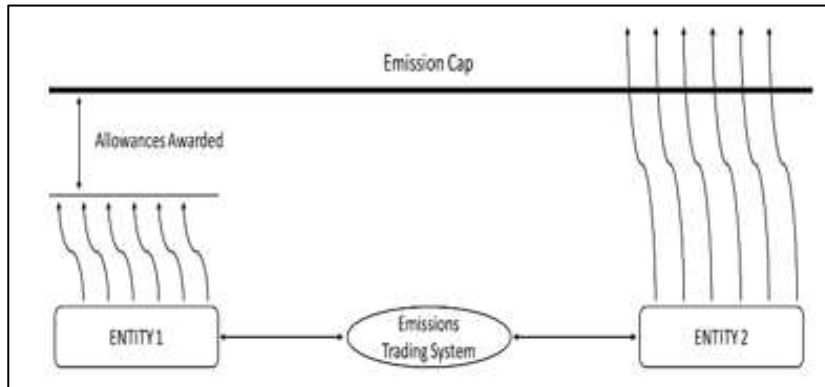 Emission Cap
Allowances Awarded
ENTITY 1
Emissions
Trading System
ENTITY 2